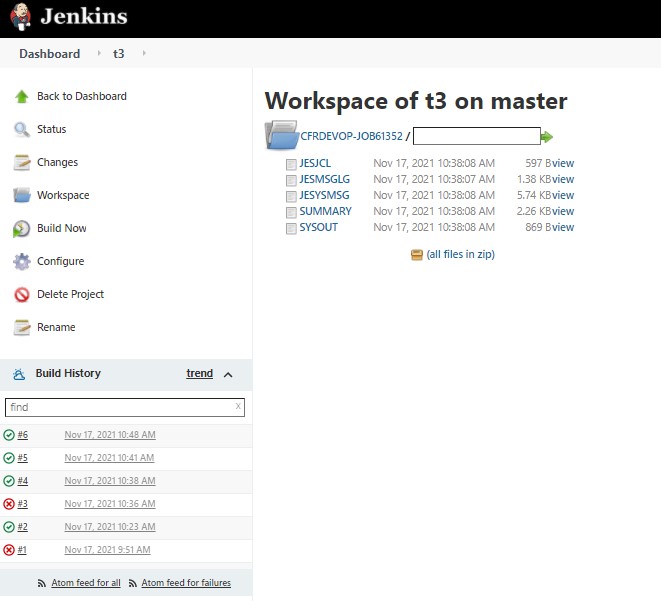 Jenkins
Dashboard
t3
Back to Dashboard
Status
Changes
Workspace
Build Now
Configure
Delete Project
Rename
Build History trend
find X
#6 Nov 17, 2021 10:48 AM
#5 Nov 17, 2021 10:41 AM
#4 Nov 17, 2021 10:38 AM
#3 Nov 17, 2021 10:36 AM
#2 Nov 17, 2021 10:23 AM
#1 Nov 17, 2021 9:51 AM
Atom feed for all Atom feed for failures
Workspace of t3 on master
CFRDEVOP-JOB61352 /
JESJCL Nov 17, 2021 10:38:08 AM 597 B view
JESMSGLG Nov 17, 2021 10:38:07 AM 1.38 KB view
JESYSMSG Nov 17, 2021 10:38:08 AM 5.74 KB view
SUMMARY Nov 17, 2021 10:38:08 AM 2.26 KB view
SYSOUT Nov 17, 2021 10:38:08 AM 869 B view
(all files in zip)